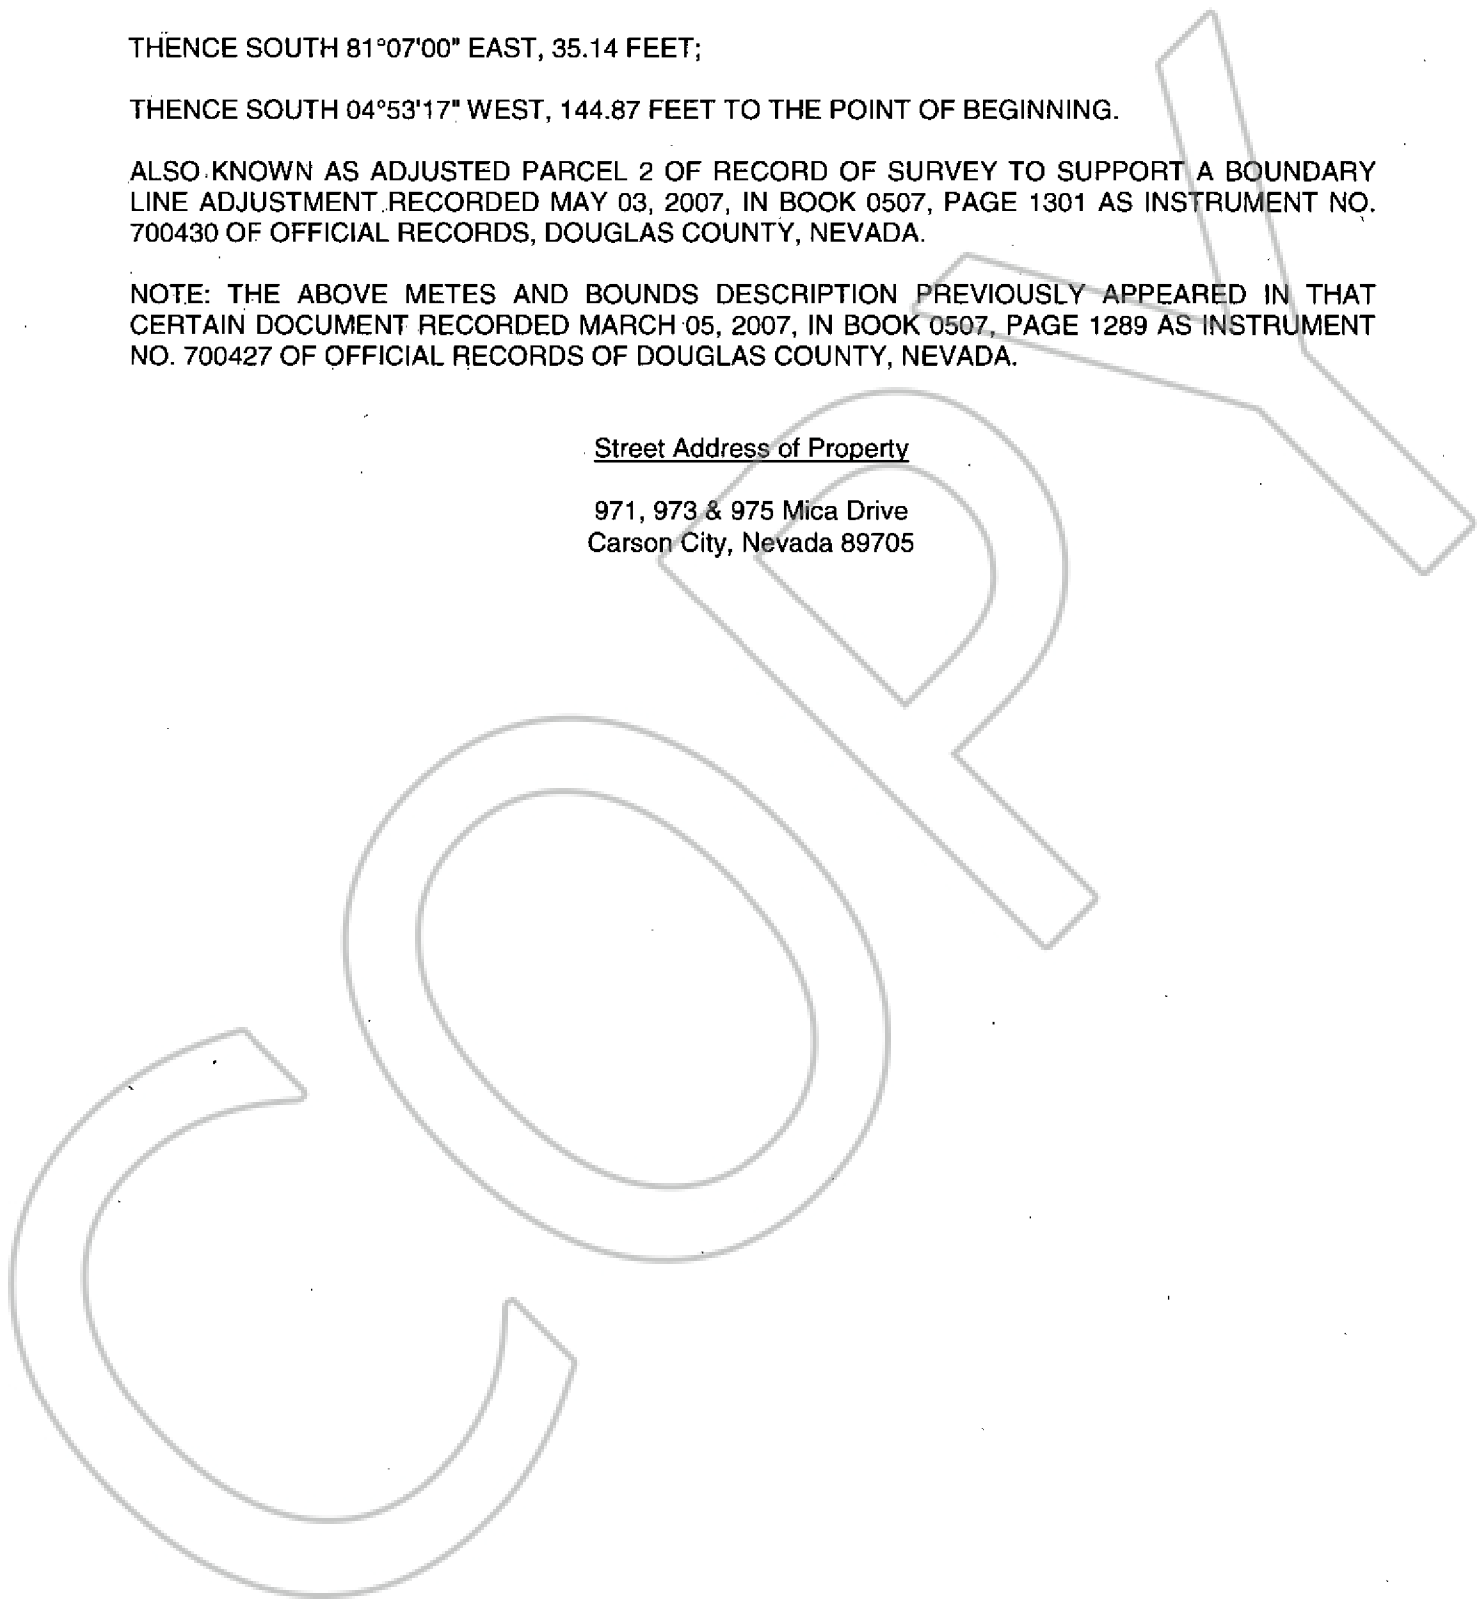 THENCE SOUTH 81°07'00" EAST, 35.14 FEET;
THENCE SOUTH 04°53'17" WEST, 144.87 FEET TO THE POINT OF BEGINNING.
ALSO KNOWN AS ADJUSTED PARCEL 2 OF RECORD OF SURVEY TO SUPPORT A BOUNDARY
LINE ADJUSTMENT RECORDED MAY 03, 2007, IN BOOK 0507, PAGE 1301 AS INSTRUMENT NO.
700430 OF OFFICIAL RECORDS, DOUGLAS COUNTY, NEVADA.
NOTE: THE ABOVE METES AND BOUNDS DESCRIPTION PREVIOUSLY APPEARED IN THAT
CERTAIN DOCUMENT RECORDED MARCH 05, 2007, IN BOOK 0507, PAGE 1289 AS INSTRUMENT
NO. 700427 OF OFFICIAL RECORDS OF DOUGLAS COUNTY, NEVADA.
Street Address of Property
971, 973 & 975 Mica Drive
Carson City, Nevada 89705
COPY